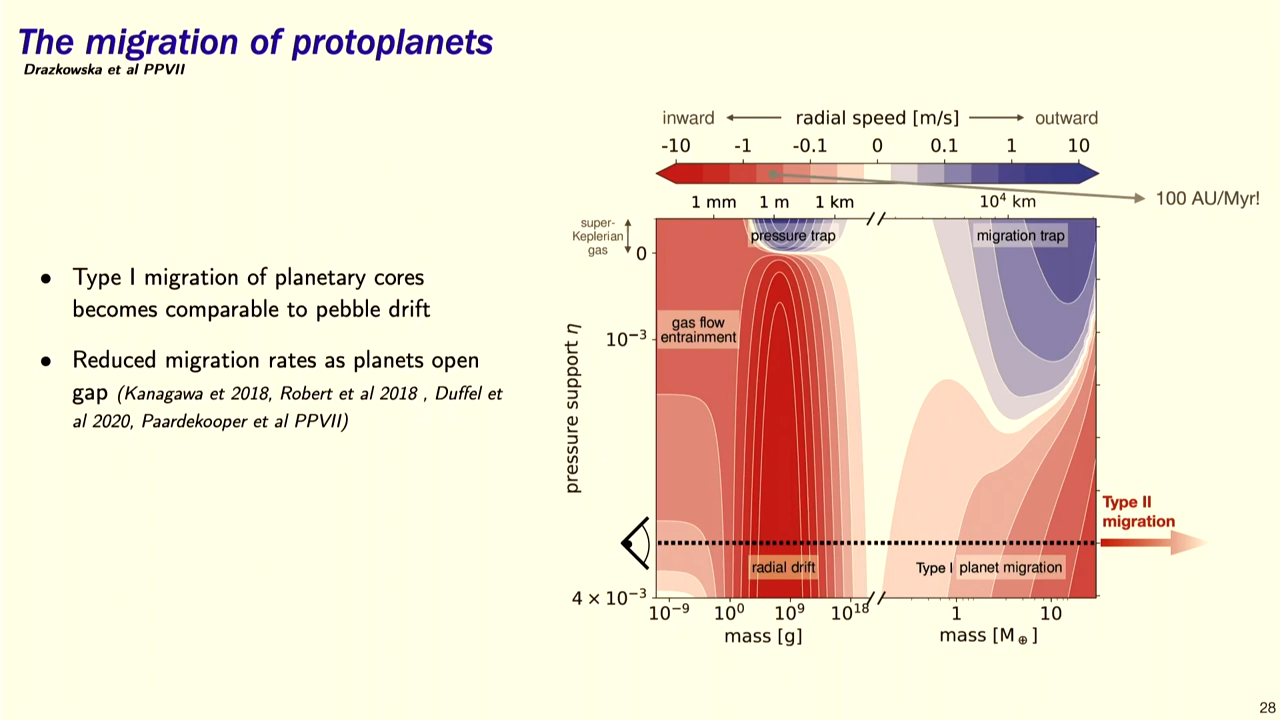 The migration of protoplanets
Drazkowska et al PPVII
• Type I migration of planetary cores
becomes comparable to pebble drift
• Reduced migration rates as planets open
gap (Kanagawa et 2018, Robert et al 2018 , Duffel et
al 2020, Paardekooper et al PPVII)
inward ← radial speed [m/s] → outward
-10 -1 -0.1 0 0.1 1 10
100 AU/Myr!
1 mm 1 m 1 km 10⁴ km
super-
Keplerian
gas
0
pressure trap
migration trap
gas flow
entrainment
10⁻³
pressure support η
Type II
migration
radial drift
Type I planet migration
4 × 10⁻³
10⁻⁹ 10⁰ 10⁹ 10¹⁸ 1 10
mass [g] mass [M⊕]
28